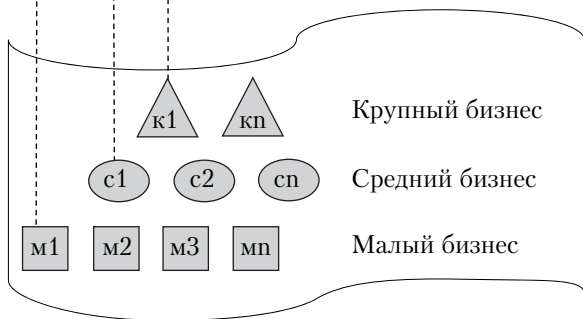 к1 кn Крупный бизнес
с1 с2 сn Средний бизнес
м1 м2 м3 мn Малый бизнес